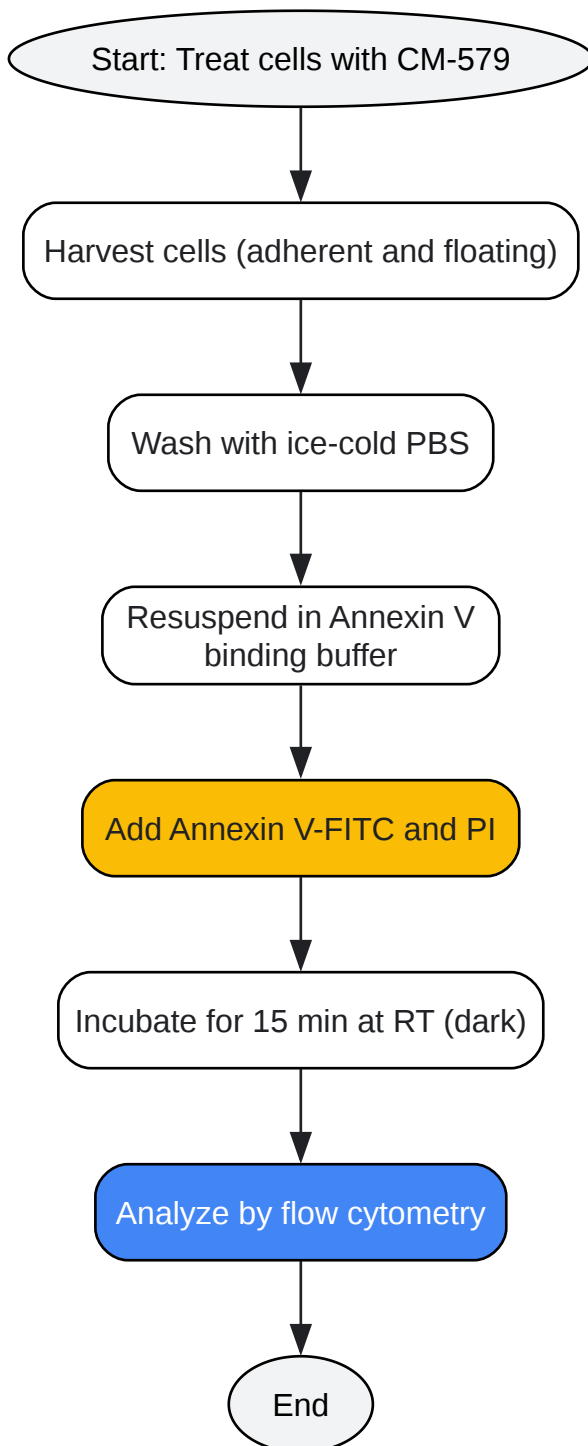 Start: Treat cells with CM-579
Harvest cells (adherent and floating)
Wash with ice-cold PBS
Resuspend in Annexin V
binding buffer
Add Annexin V-FITC and PI
Incubate for 15 min at RT (dark)
Analyze by flow cytometry
End